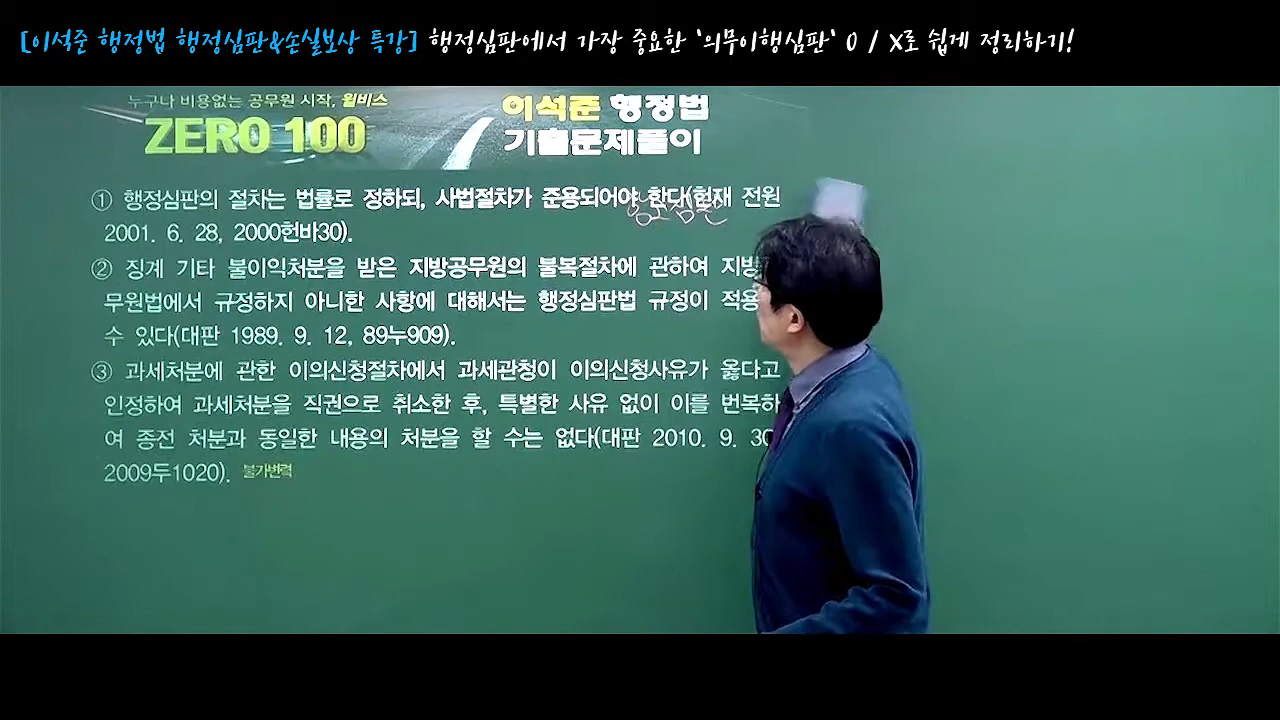 [이석준 행정법 행정심판&손실보상 특강] 행정심판에서 가장 중요한 '의무이행심판' O / X로 쉽게 정리하기!
누구나 비용없는 공무원 시작, 윌비스
ZERO 100
이석준 행정법
기출문제풀이
① 행정심판의 절차는 법률로 정하되, 사법절차가 준용되어야 한다(헌재 전원
2001. 6. 28, 2000헌바30).
② 징계 기타 불이익처분을 받은 지방공무원의 불복절차에 관하여 지방
무원법에서 규정하지 아니한 사항에 대해서는 행정심판법 규정이 적용
수 있다(대판 1989. 9. 12, 89누909).
③ 과세처분에 관한 이의신청절차에서 과세관청이 이의신청사유가 옳다고
인정하여 과세처분을 직권으로 취소한 후, 특별한 사유 없이 이를 번복하
여 종전 처분과 동일한 내용의 처분을 할 수는 없다(대판 2010. 9. 30
2009두1020). 불가변력